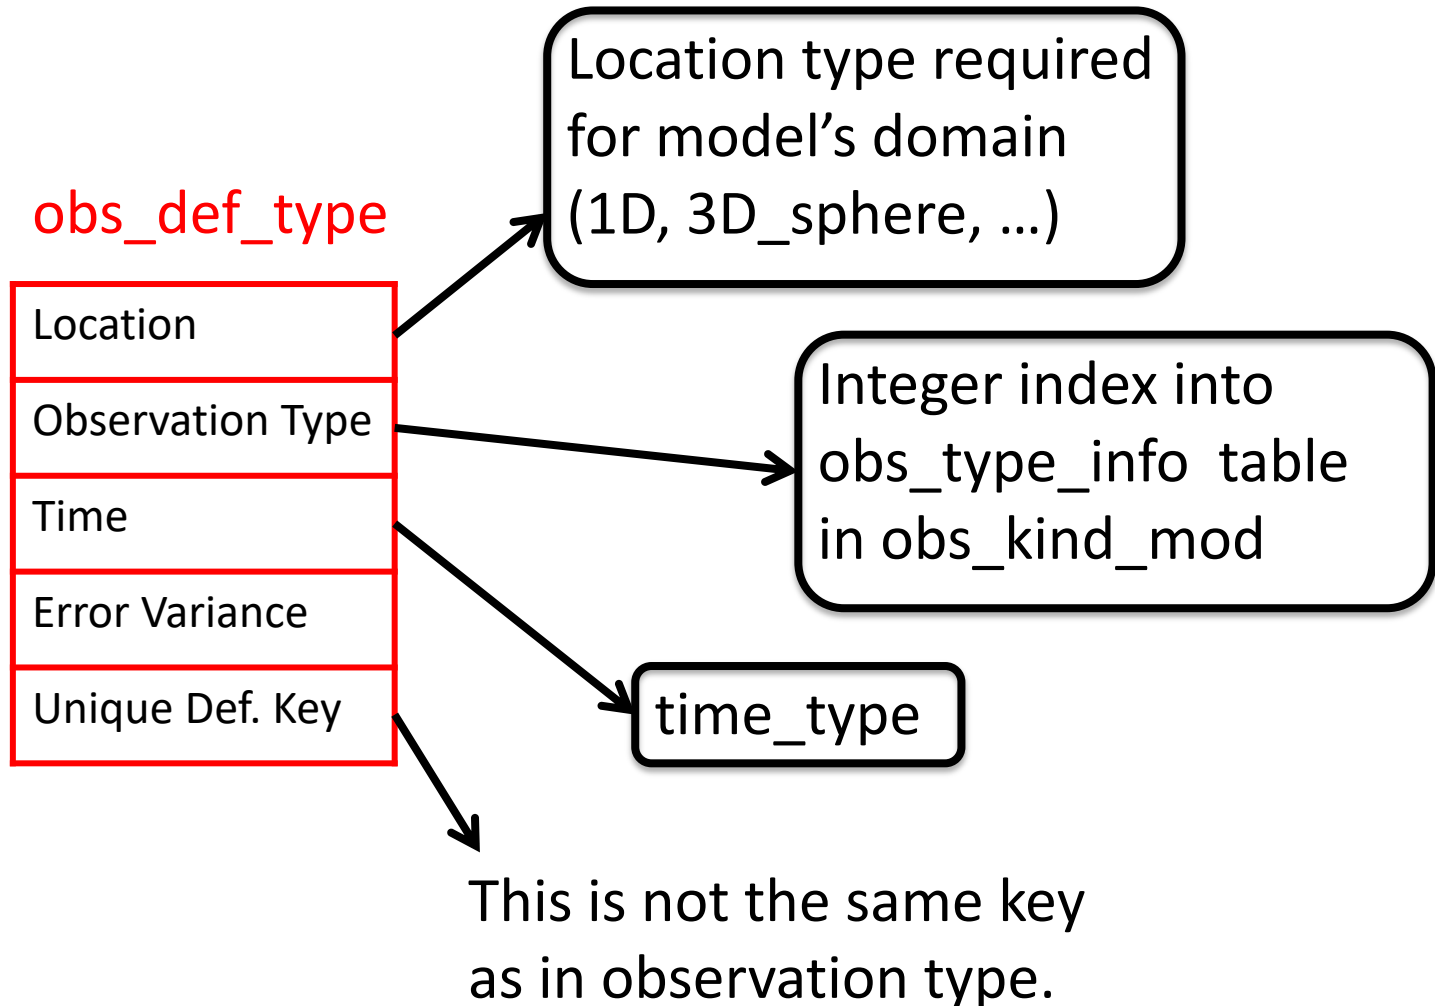 Location type required
for model’s domain
(1D, 3D_sphere, …)
obs_def_type
Location
Observation Type
Time
Error Variance
Unique Def. Key
Integer index into
obs_type_info  table
in obs_kind_mod
time_type
This is not the same key
as in observation type.